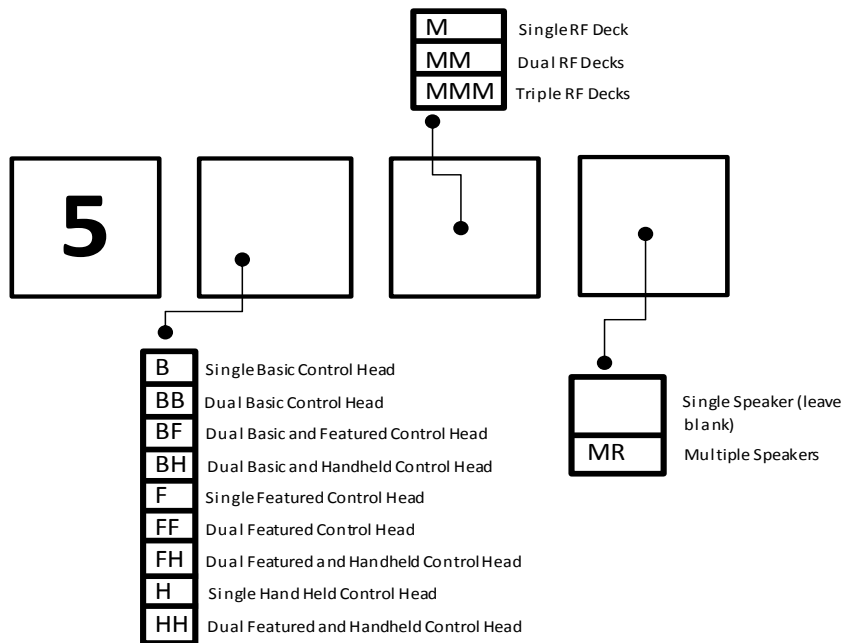 M Single RF Deck
MM Dual RF Decks
MMM Triple RF Decks
5
B Single Basic Control Head
BB Dual Basic Control Head
BF Dual Basic and Featured Control Head
BH Dual Basic and Handheld Control Head
F Single Featured Control Head
FF Dual Featured Control Head
FH Dual Featured and Handheld Control Head
H Single Hand Held Control Head
HH Dual Featured and Handheld Control Head
Single Speaker (leave
blank)
MR Multiple Speakers